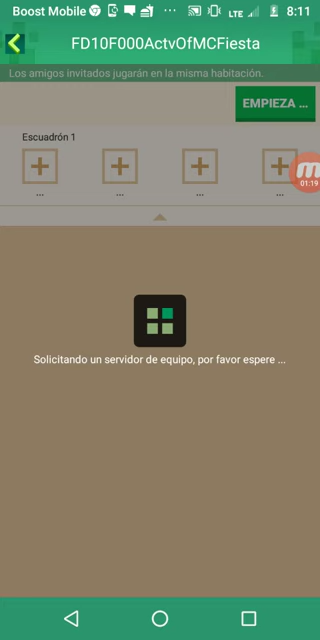 Boost Mobile ... LTE 8:11
FD10F000ActvOfMCFiesta
Los amigos invitados jugarán en la misma habitación.
EMPIEZA ...
Escuadrón 1
... ... ... ...
01:19
Solicitando un servidor de equipo, por favor espere ...